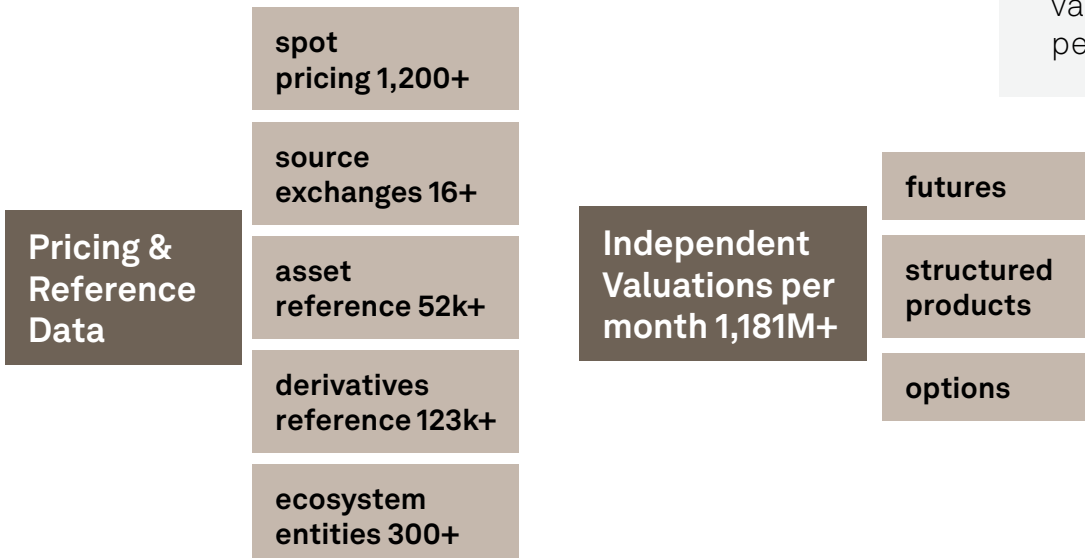 Pricing &
Reference
Data
spot
pricing 1,200+
source
exchanges 16+
asset
reference 52k+
derivatives
reference 123k+
ecosystem
entities 300+
Independent
Valuations per
month 1,181M+
futures
structured
products
options